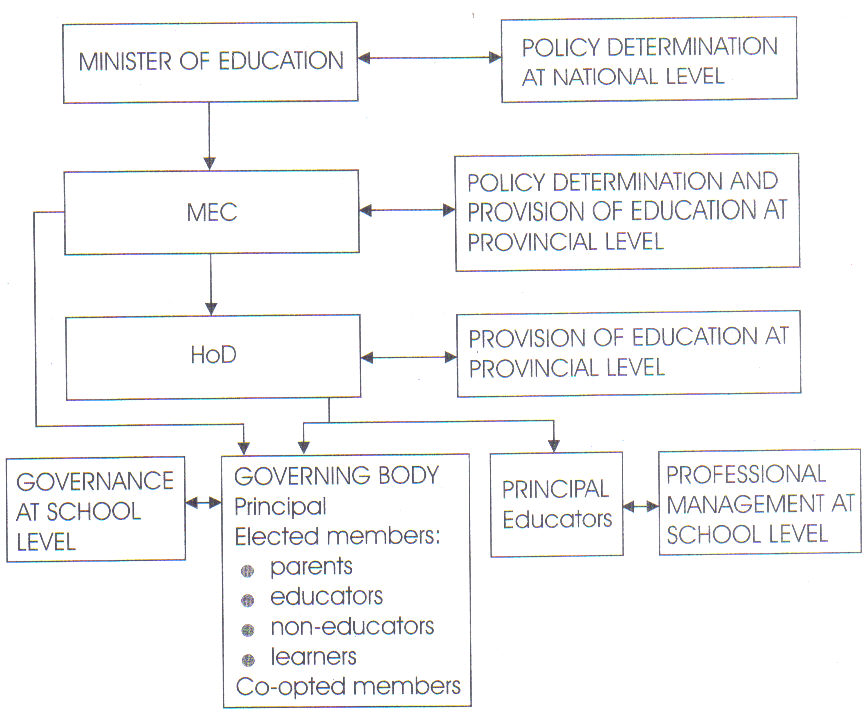 MINISTER OF EDUCATION
POLICY DETERMINATION
AT NATIONAL LEVEL
MEC
POLICY DETERMINATION AND
PROVISION OF EDUCATION AT
PROVINCIAL LEVEL
HoD
PROVISION OF EDUCATION AT
PROVINCIAL LEVEL
GOVERNANCE
AT SCHOOL
LEVEL
GOVERNING BODY
Principal
Elected members:
parents
educators
non-educators
learners
Co-opted members
PRINCIPAL
Educators
PROFESSIONAL
MANAGEMENT AT
SCHOOL LEVEL